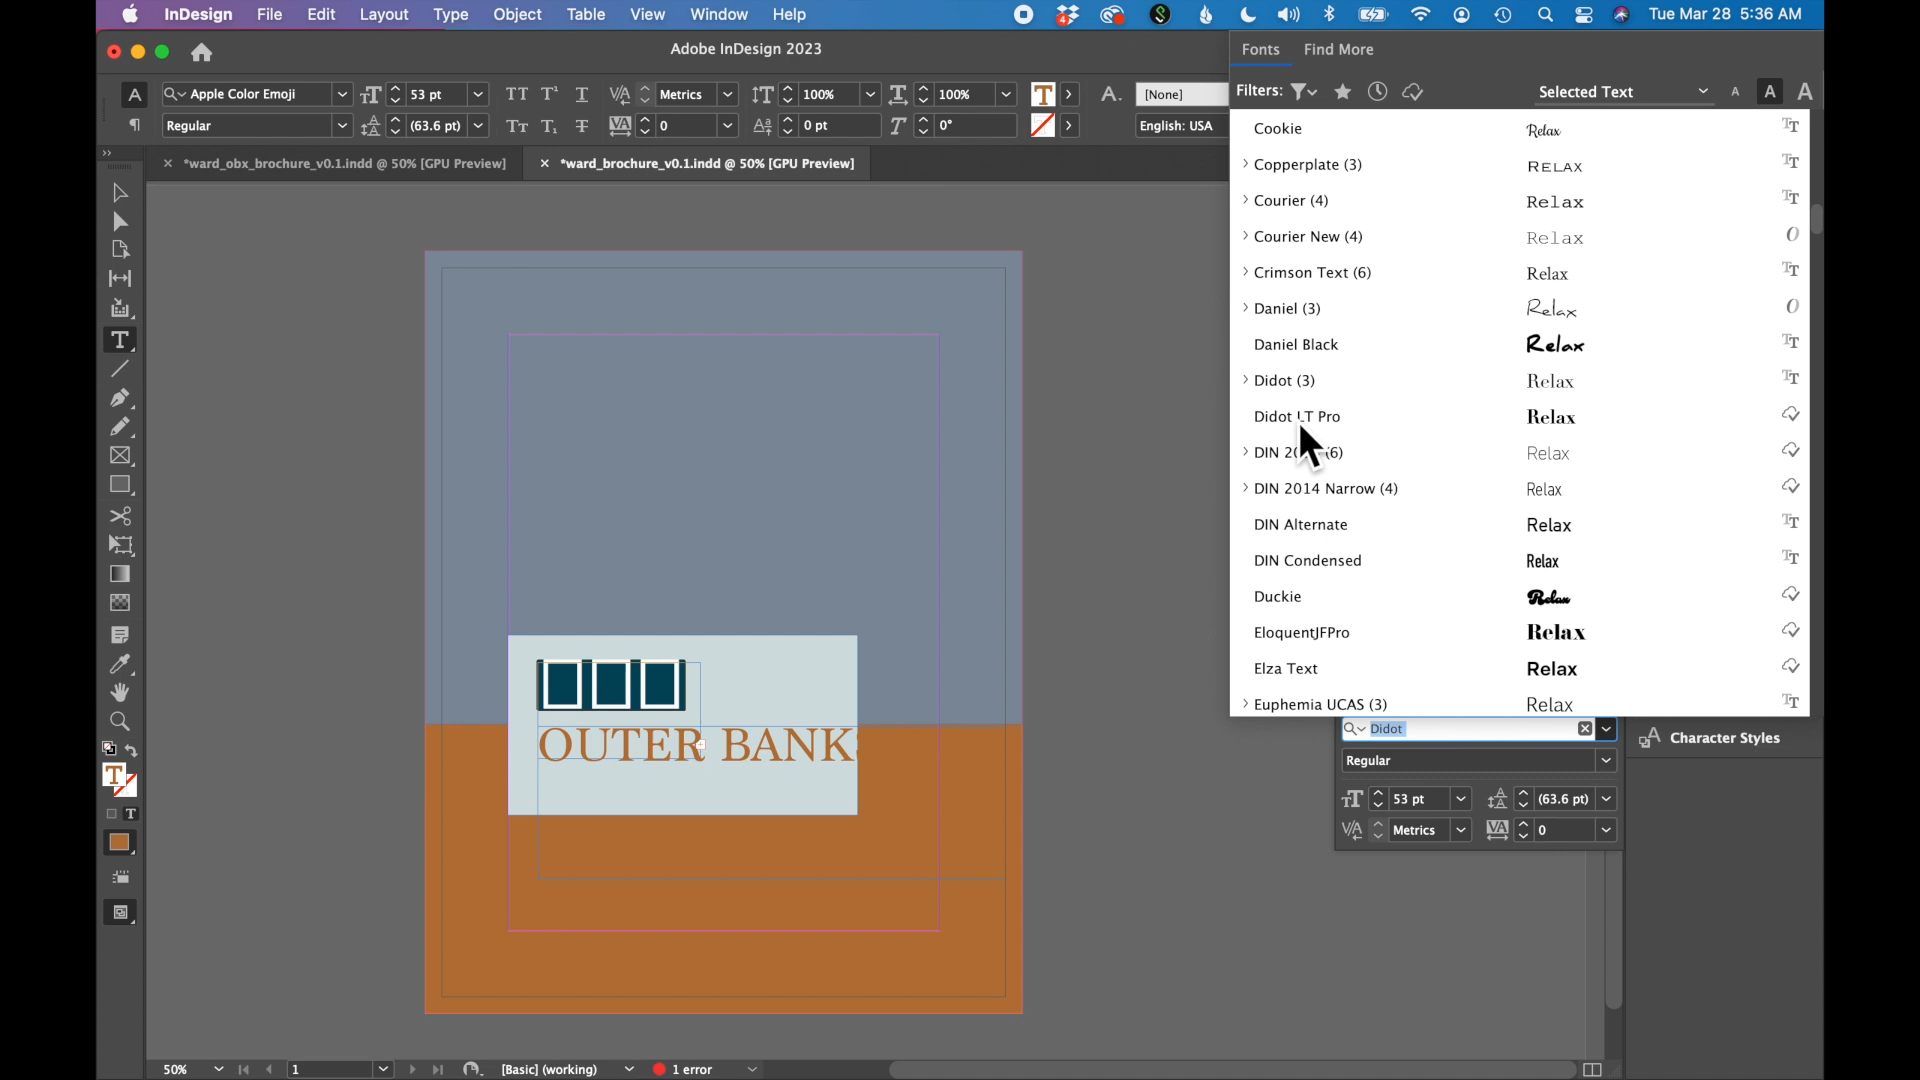 InDesign File Edit Layout Type Object Table View Window Help
4
Tue Mar 28 5:36 AM
Adobe InDesign 2023
Fonts Find More
Apple Color Emoji 53 pt Metrics 100% 100% [None]
Filters: Selected Text
Regular (63.6 pt) 0 0 pt 0° English: USA
× *ward_obx_brochure_v0.1.indd @ 50% [GPU Preview] × *ward_brochure_v0.1.indd @ 50% [GPU Preview]
Cookie Relax
Copperplate (3) Relax
Courier (4) Relax
Courier New (4) Relax
Crimson Text (6) Relax
Daniel (3) Relax
Daniel Black Relax
Didot (3) Relax
Didot LT Pro Relax
DIN (6) Relax
DIN 2014 Narrow (4) Relax
DIN Alternate Relax
DIN Condensed Relax
Duckie Relax
EloquentJFPro Relax
Elza Text Relax
Euphemia UCAS (3) Relax
OUTER BANKS
Didot
Character Styles
Regular
53 pt (63.6 pt)
Metrics 0
50% 1 [Basic] (working) 1 error